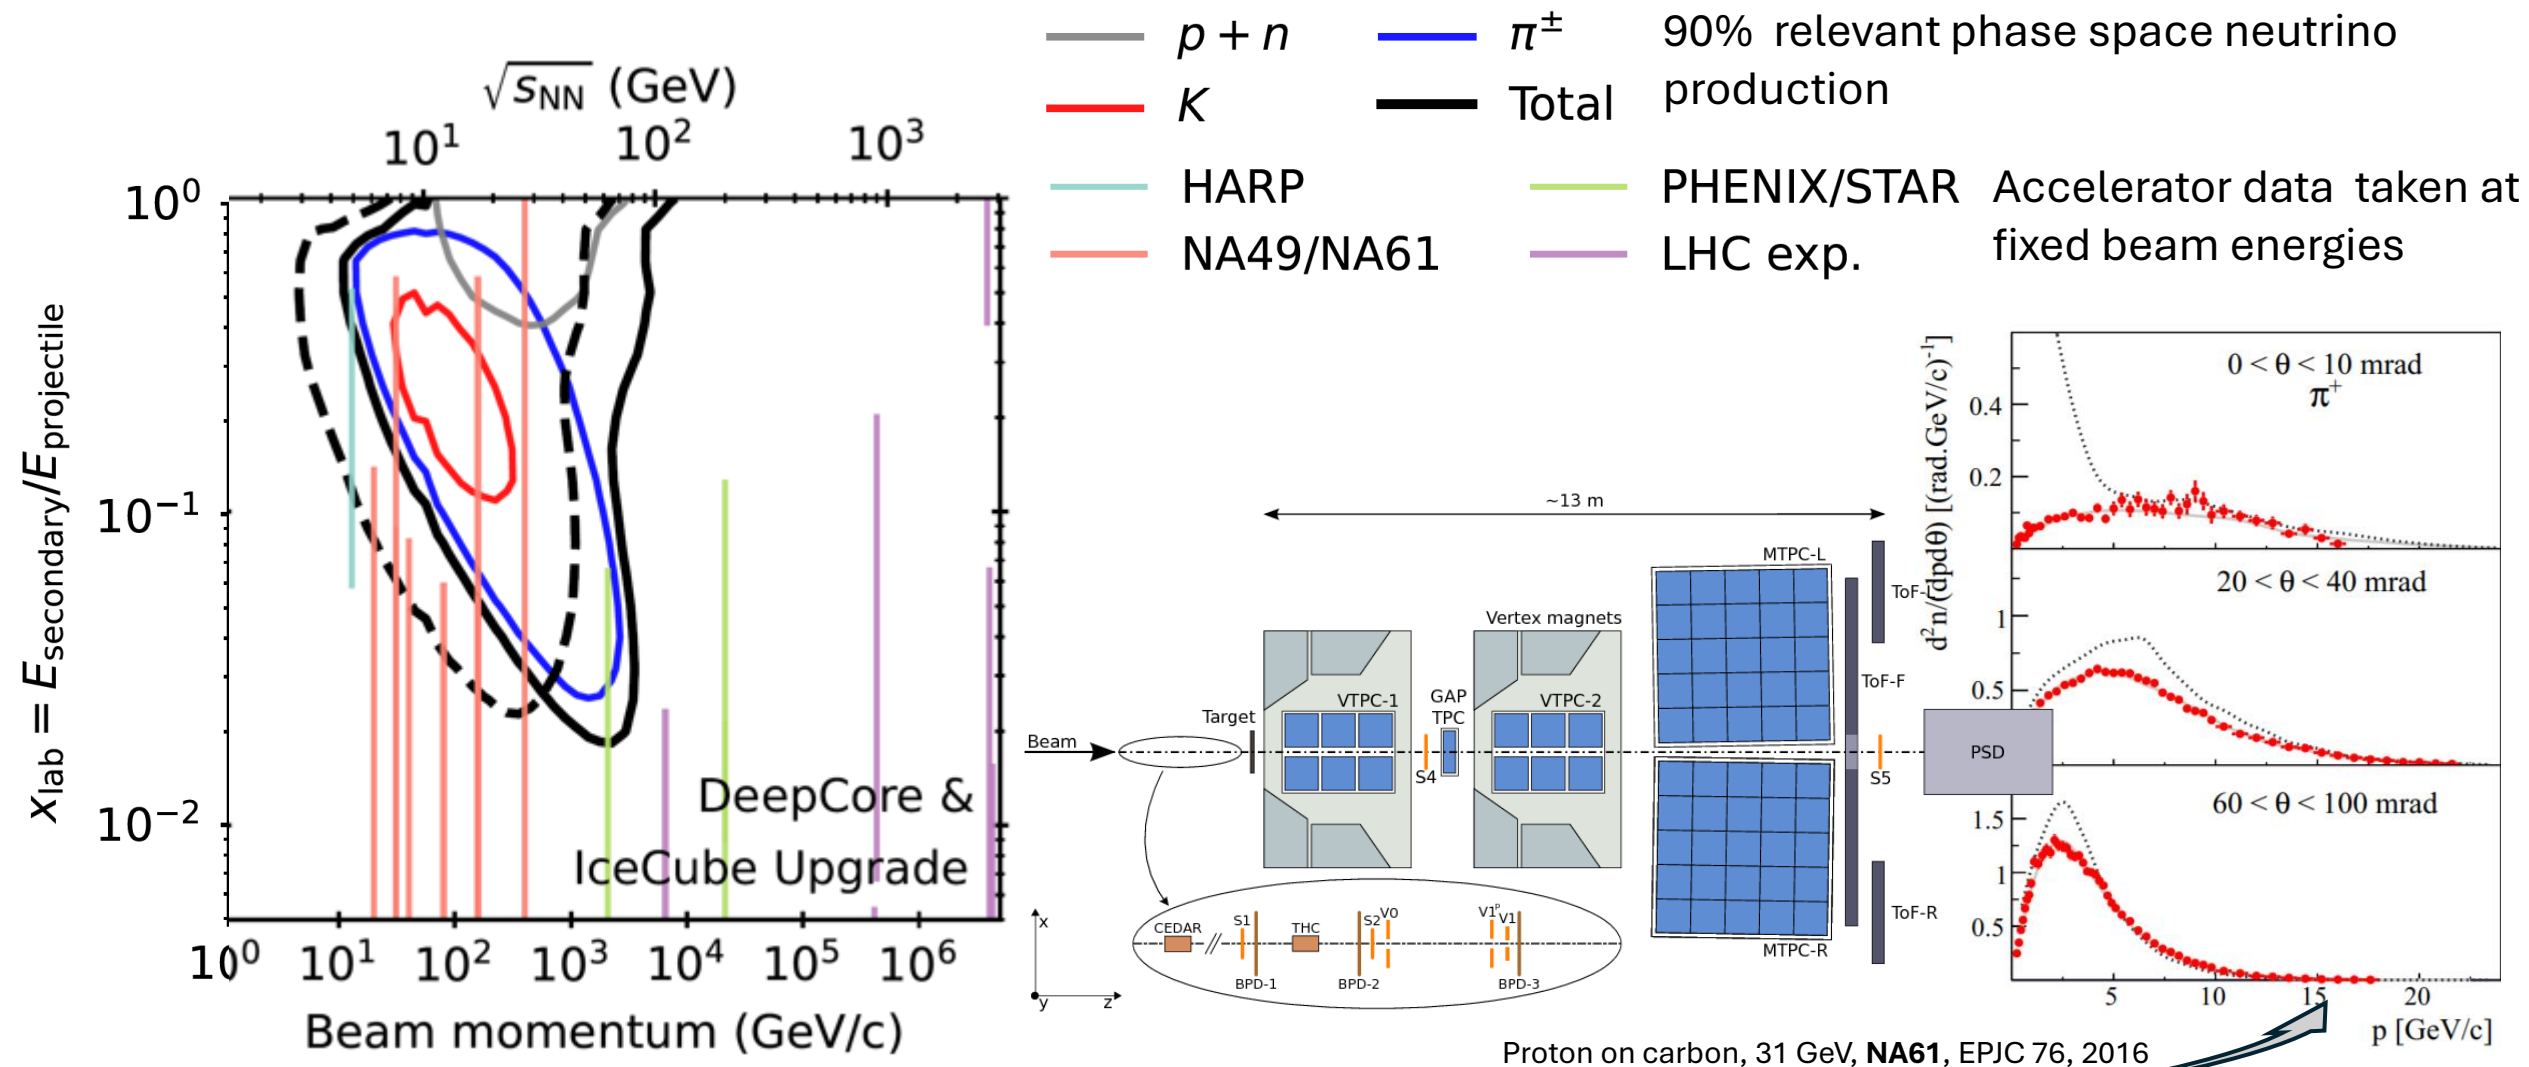 p + n
π±
90% relevant phase space neutrino
production
K
Total
HARP
PHENIX/STAR
Accelerator data taken at
fixed beam energies
NA49/NA61
LHC exp.
√sNN (GeV)
10¹ 10² 10³
10⁰
10⁻¹
10⁻²
xlab = Esecondary/Eprojectile
DeepCore &
IceCube Upgrade
10⁰ 10¹ 10² 10³ 10⁴ 10⁵ 10⁶
Beam momentum (GeV/c)
~13 m
MTPC-L
ToF-L
Vertex magnets
ToF-F
VTPC-1
GAP
TPC
VTPC-2
Target
Beam
S4
S5
PSD
MTPC-R
ToF-R
CEDAR
S1
THC
S2
V0
V1ᵖ
V1
BPD-1
BPD-2
BPD-3
x
y
z
d²n/(dpdθ) [(rad.GeV/c)⁻¹]
0 < θ < 10 mrad
π⁺
0.4
0.2
20 < θ < 40 mrad
1
0.5
60 < θ < 100 mrad
1.5
1
0.5
5 10 15 20
p [GeV/c]
Proton on carbon, 31 GeV, NA61, EPJC 76, 2016